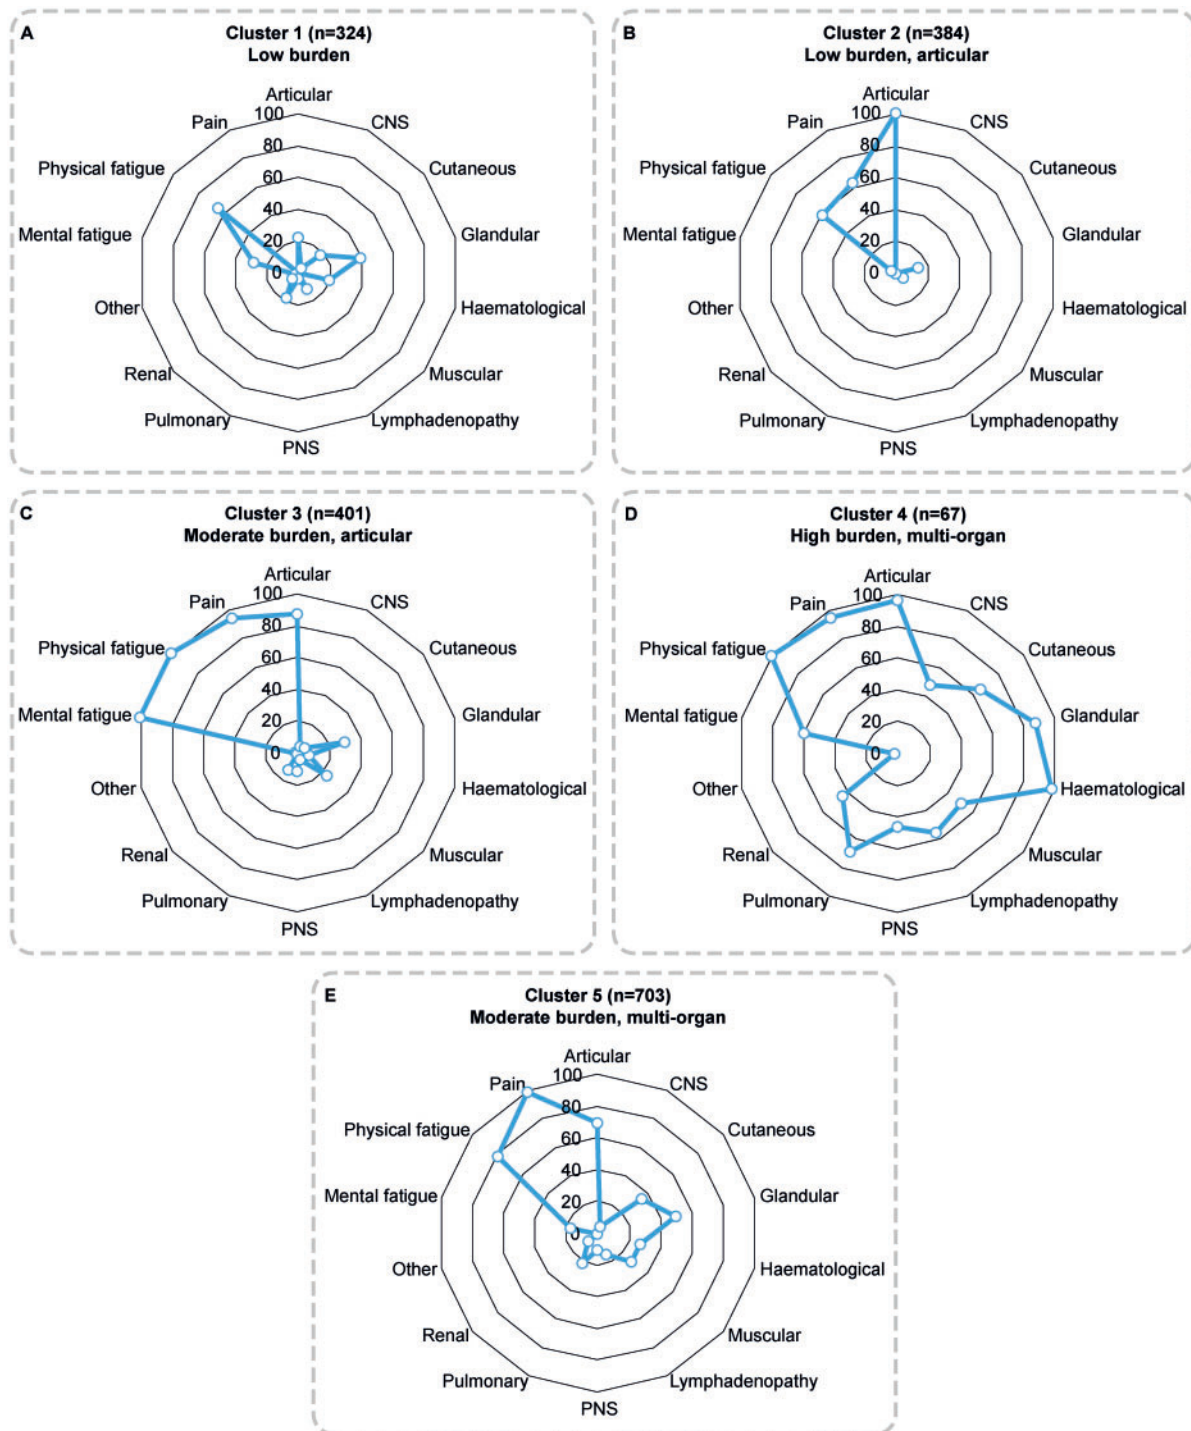 A
Cluster 1 (n=324)
Low burden
Articular
100
CNS
Pain
80
Cutaneous
Physical fatigue
60
40
Mental fatigue
Glandular
20
0
Other
Haematological
Renal
Muscular
Pulmonary
Lymphadenopathy
PNS
B
Cluster 2 (n=384)
Low burden, articular
Articular
100
CNS
Pain
80
Cutaneous
Physical fatigue
60
40
Mental fatigue
Glandular
20
0
Other
Haematological
Renal
Muscular
Pulmonary
Lymphadenopathy
PNS
C
Cluster 3 (n=401)
Moderate burden, articular
Articular
100
CNS
Pain
80
Cutaneous
Physical fatigue
60
40
Mental fatigue
Glandular
20
0
Other
Haematological
Renal
Muscular
Pulmonary
Lymphadenopathy
PNS
D
Cluster 4 (n=67)
High burden, multi-organ
Articular
100
CNS
Pain
80
Cutaneous
Physical fatigue
60
40
Mental fatigue
Glandular
20
0
Other
Haematological
Renal
Muscular
Pulmonary
Lymphadenopathy
PNS
E
Cluster 5 (n=703)
Moderate burden, multi-organ
Articular
100
CNS
Pain
80
Cutaneous
Physical fatigue
60
40
Mental fatigue
Glandular
20
0
Other
Haematological
Renal
Muscular
Pulmonary
Lymphadenopathy
PNS